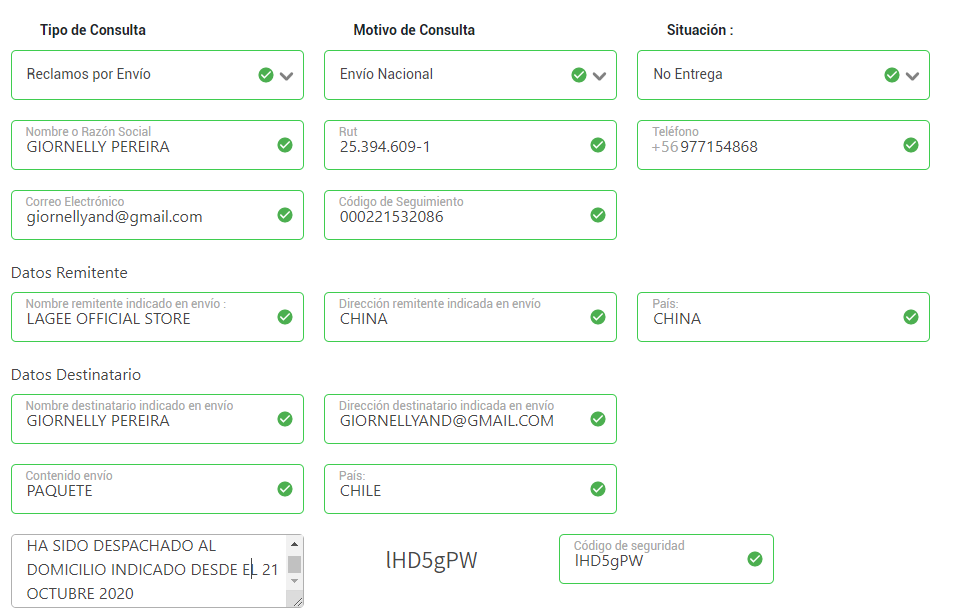 Tipo de Consulta
Motivo de Consulta
Situación :
Reclamos por Envío
Envío Nacional
No Entrega
Nombre o Razón Social
GIORNELLY PEREIRA
Rut
25.394.609-1
Teléfono
+56977154868
Correo Electrónico
giornellyand@gmail.com
Código de Seguimiento
000221532086
Datos Remitente
Nombre remitente indicado en envío :
LAGEE OFFICIAL STORE
Dirección remitente indicada en envío
CHINA
País:
CHINA
Datos Destinatario
Nombre destinatario indicado en envío
GIORNELLY PEREIRA
Dirección destinatario indicada en envío
GIORNELLYAND@GMAIL.COM
Contenido envío
PAQUETE
País:
CHILE
HA SIDO DESPACHADO AL
DOMICILIO INDICADO DESDE EL 21
OCTUBRE 2020
lHD5gPW
Código de seguridad
lHD5gPW